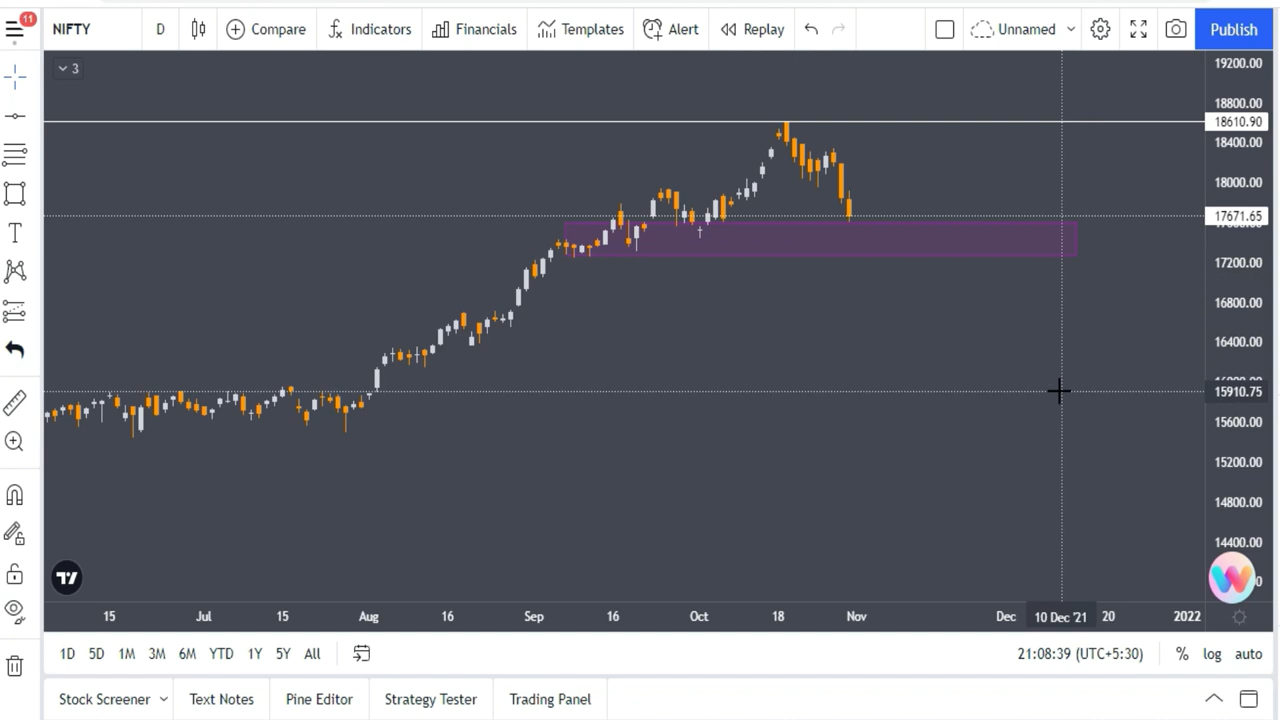 11
NIFTY
D
Compare
Indicators
Financials
Templates
Alert
Replay
Unnamed
Publish
3
19200.00
18800.00
18610.90
18400.00
18000.00
17671.65
17200.00
16800.00
16400.00
15910.75
15600.00
15200.00
14800.00
14400.00
15 Jul 15 Aug 16 Sep 16 Oct 18 Nov Dec 10 Dec '21 20 2022
1D 5D 1M 3M 6M YTD 1Y 5Y All
21:08:39 (UTC+5:30) % log auto
Stock Screener Text Notes Pine Editor Strategy Tester Trading Panel